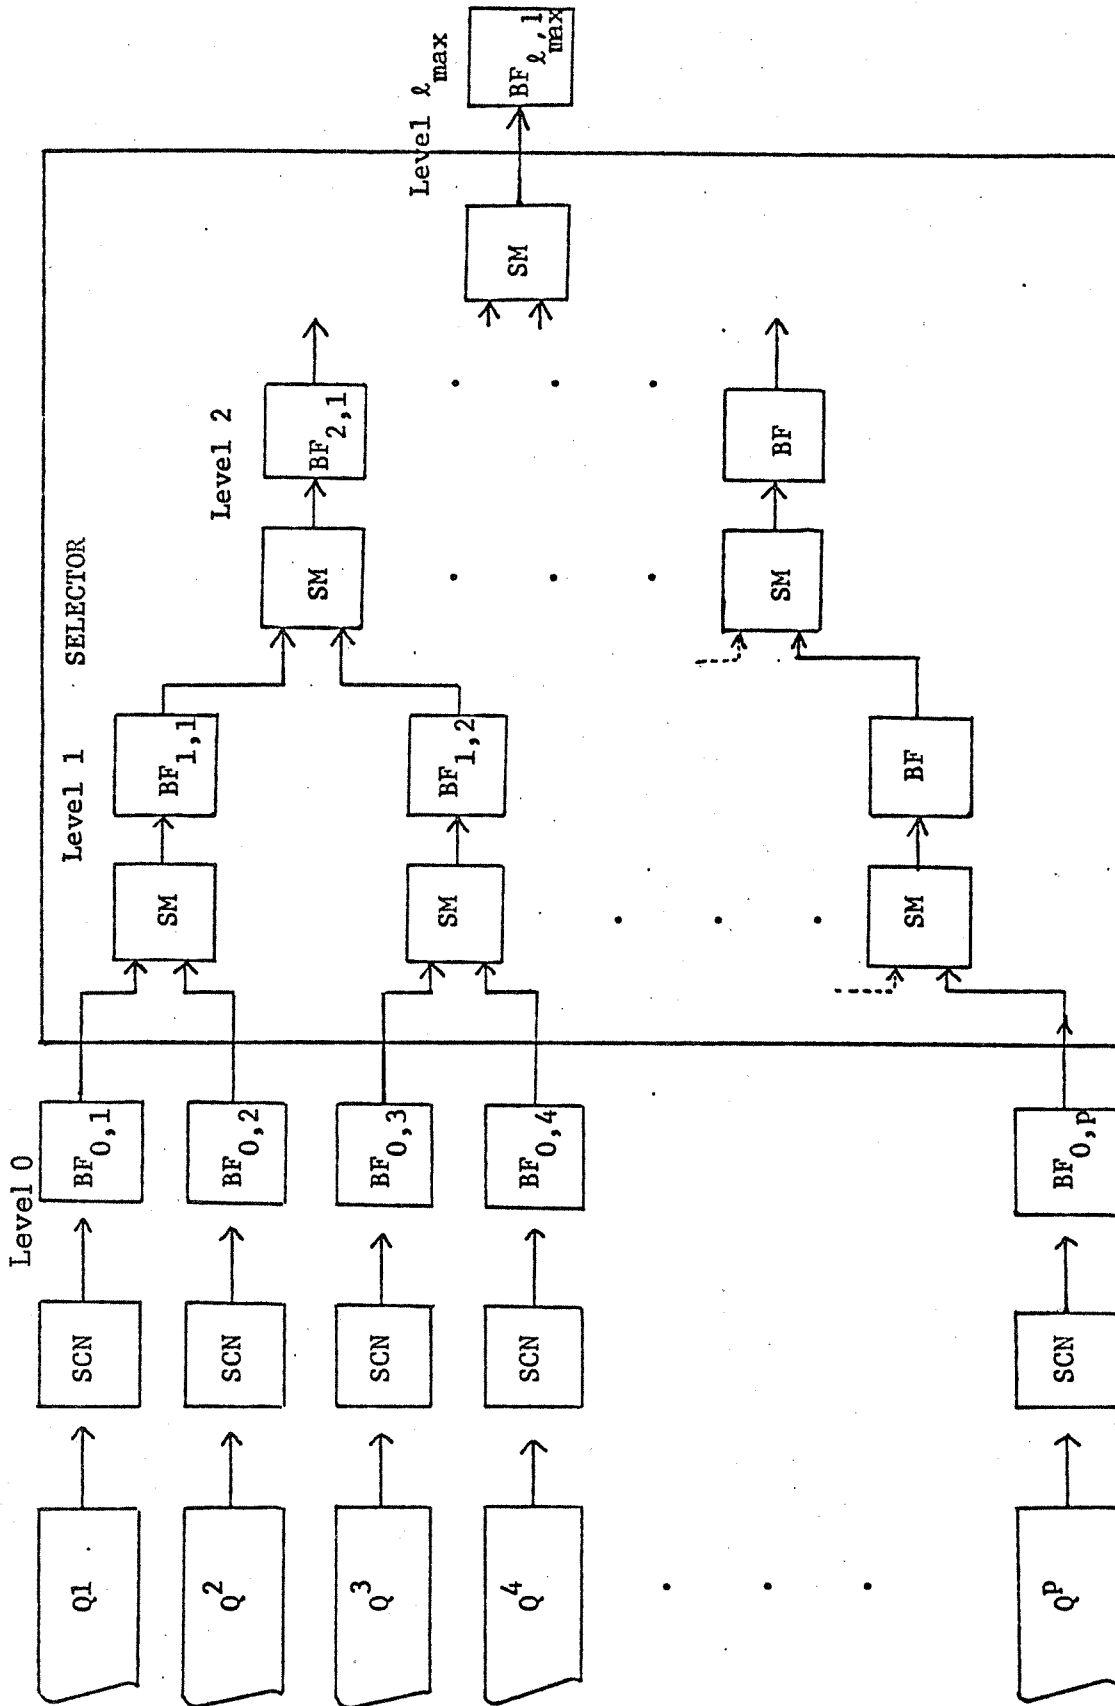 Level 0
Level 1
SELECTOR
Level 2
Level ℓmax
Q1
SCN
BF0,1
SM
BF1,1
Q2
SCN
BF0,2
SM
BF2,1
Q3
SCN
BF0,3
SM
BF1,2
Q4
SCN
BF0,4
SM
BFℓmax,1
SM
BF
QP
SCN
BF0,p
SM
BF